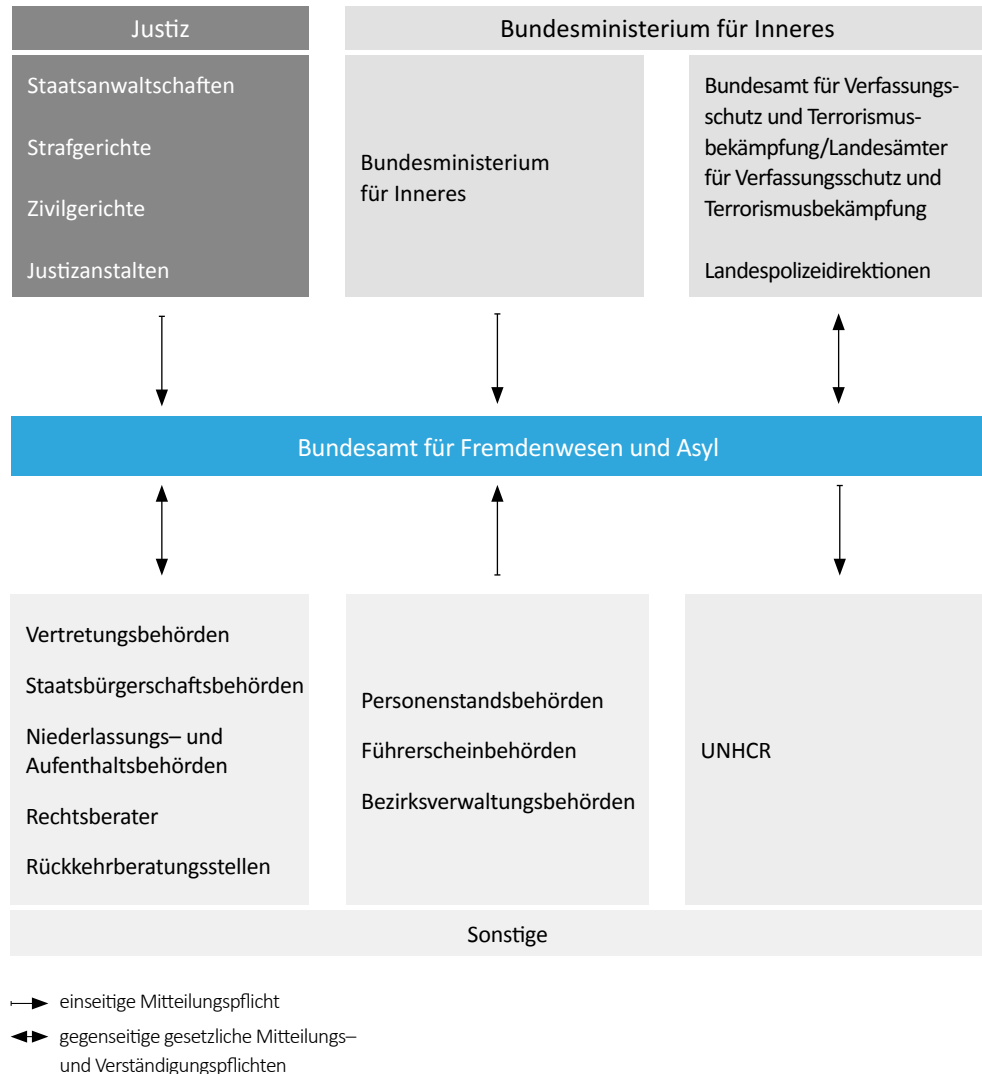 Justiz
Bundesministerium für Inneres
Staatsanwaltschaften
Strafgerichte
Zivilgerichte
Justizanstalten
Bundesministerium
für Inneres
Bundesamt für Verfassungs-
schutz und Terrorismus-
bekämpfung/Landesämter
für Verfassungsschutz und
Terrorismusbekämpfung
Landespolizeidirektionen
Bundesamt für Fremdenwesen und Asyl
Vertretungsbehörden
Staatsbürgerschaftsbehörden
Niederlassungs– und
Aufenthaltsbehörden
Rechtsberater
Rückkehrberatungsstellen
Personenstandsbehörden
Führerscheinbehörden
Bezirksverwaltungsbehörden
UNHCR
Sonstige
einseitige Mitteilungspflicht
gegenseitige gesetzliche Mitteilungs–
und Verständigungspflichten